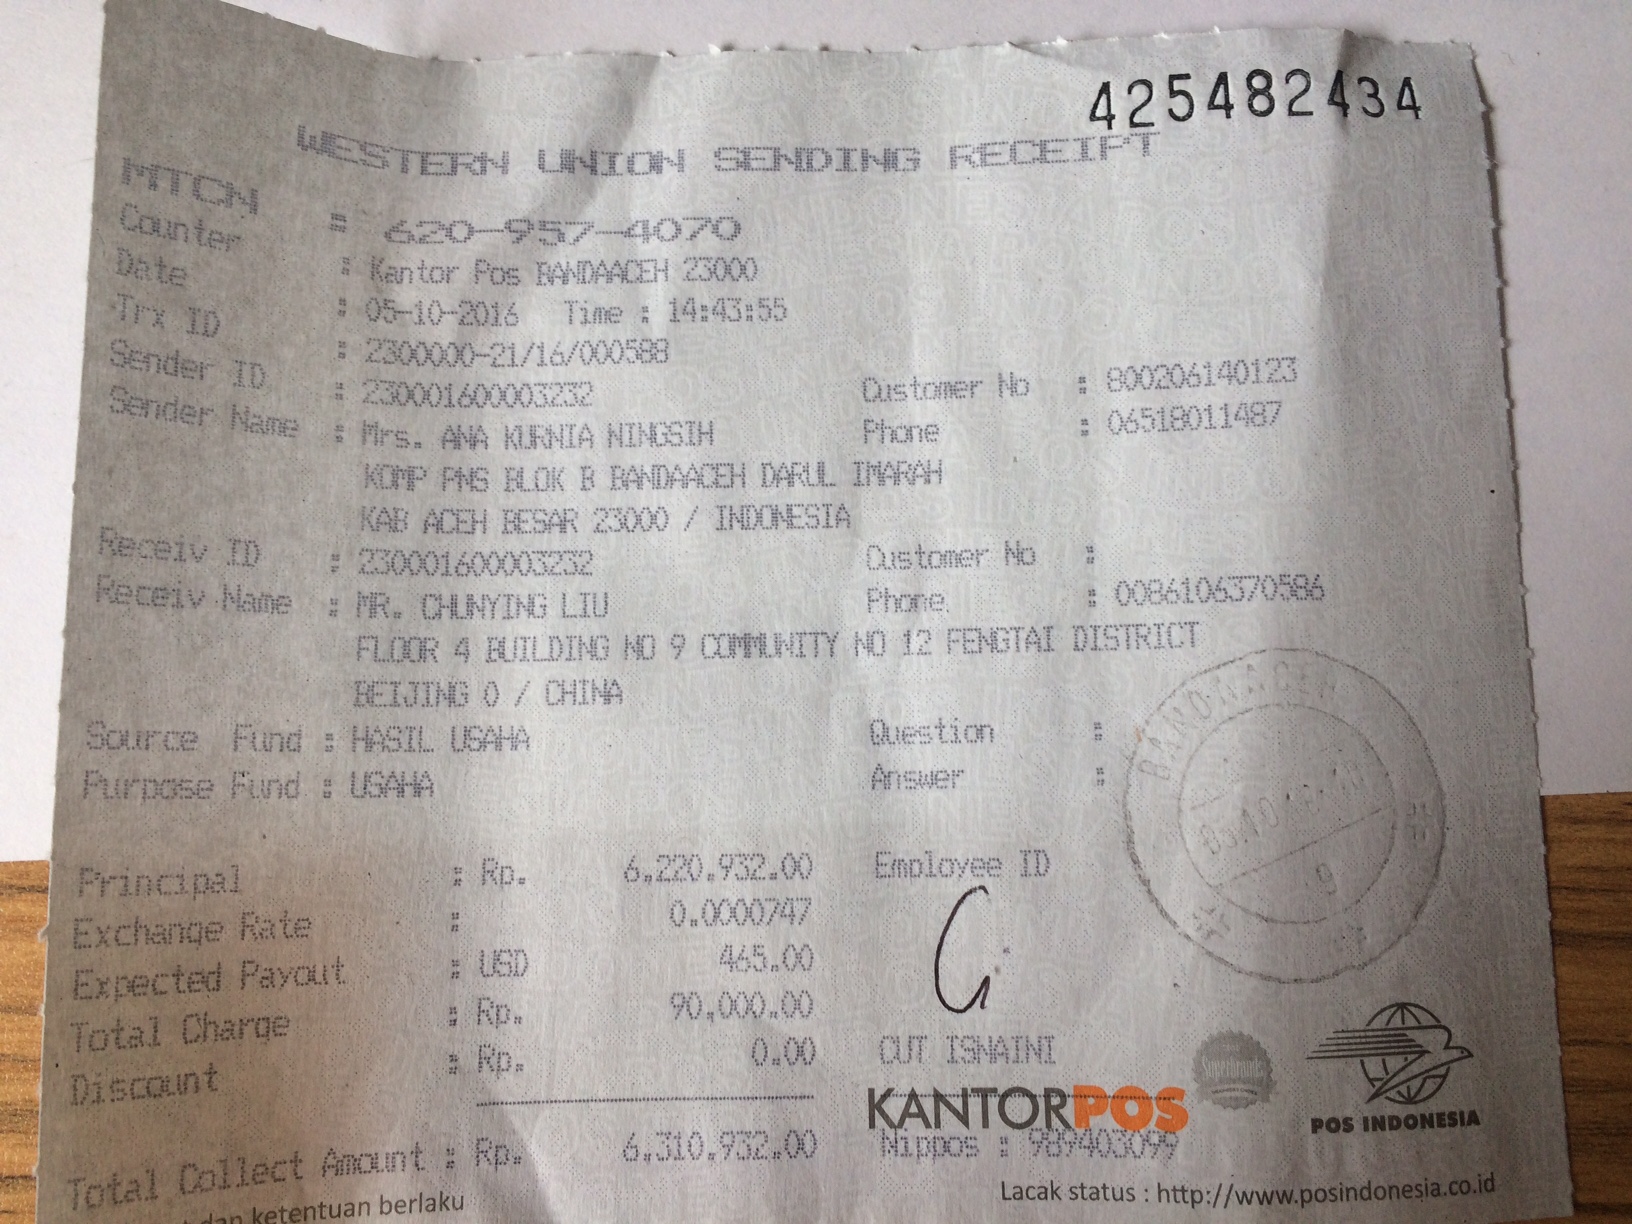 425482434
WESTERN UNION SENDING RECEIPT
MTCN : 620-957-4070
Counter : Kantor Pos BANDAACEH 23000
Date : 05-10-2016 Time : 14:43:55
Trx ID : 2300000-21/16/000588
Sender ID : 230001600003232 Customer No : 800206140123
Sender Name : Mrs. ANA KURNIA NINGSIH Phone : 06518011487
KOMP PNS BLOK B BANDAACEH DARUL IMARAH
KAB ACEH BESAR 23000 / INDONESIA
Receiv ID : 230001600003232 Customer No :
Receiv Name : MR. CHUNYING LIU Phone. : 0086106370586
FLOOR 4 BUILDING NO 9 COMMUNITY NO 12 FENGTAI DISTRICT
BEIJING 0 / CHINA
Source Fund : HASIL USAHA Question :
Purpose Fund : USAHA Answer :
BANDA ACEH
Principal : Rp. 6.220.932.00 Employee ID
Exchange Rate : 0.0000747
Expected Payout : USD 465.00
Total Charge : Rp. 90,000.00
Discount : Rp. 0.00 CUT ISNAINI
Superbrands
KANTORPOS
POS INDONESIA
Total Collect Amount : Rp. 6.310.932.00 Nippos : 989403099
dan ketentuan berlaku
Lacak status : http://www.posindonesia.co.id